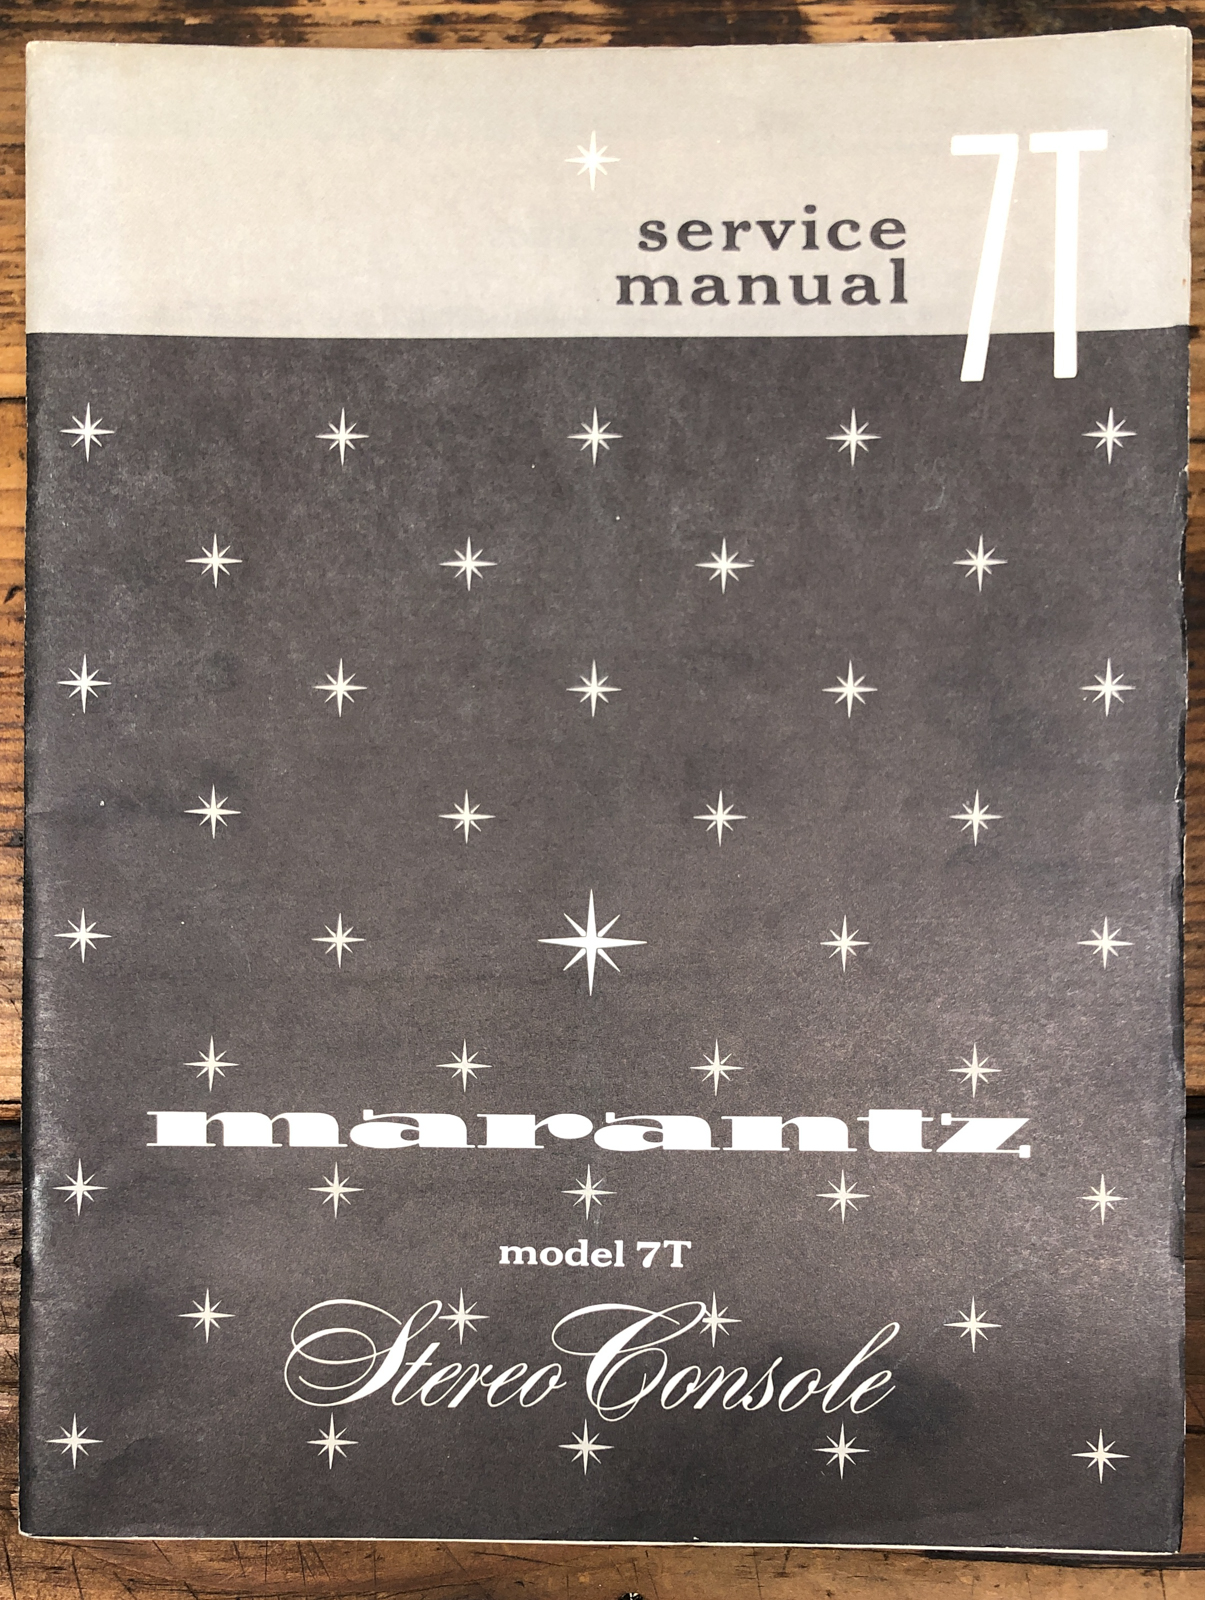 7T
service
manual
marantz
model 7T
Stereo Console